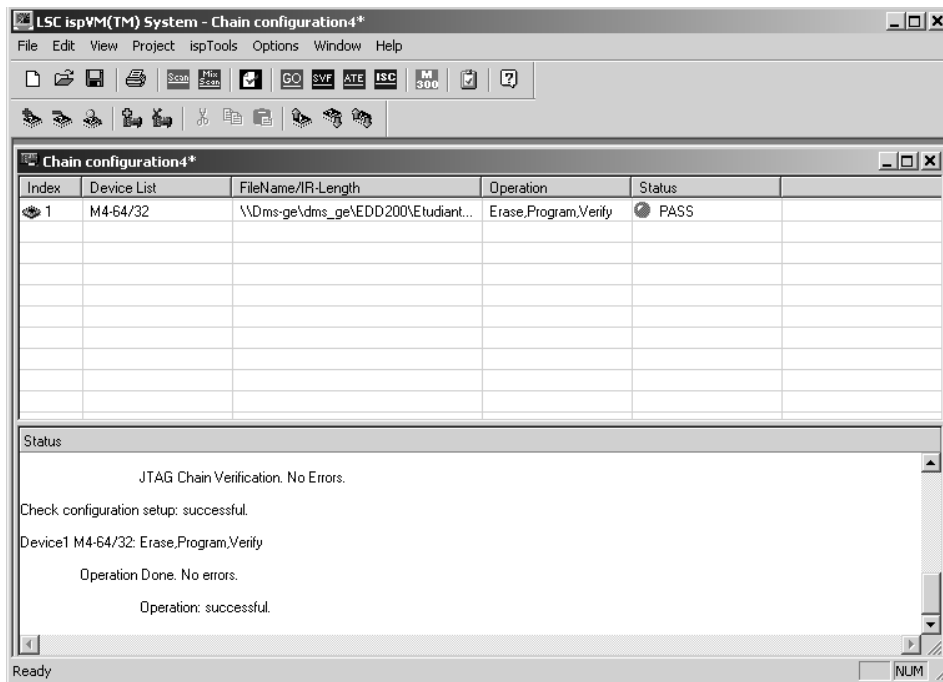 LSC ispVM(TM) System - Chain configuration4*
File Edit View Project ispTools Options Window Help
Scan Mix Scan GO SVF ATE ISC M 300
Chain configuration4*
Index Device List FileName/IR-Length Operation Status
1 M4-64/32 \\Dms-ge\dms_ge\EDD200\Etudiant... Erase,Program,Verify PASS
Status
JTAG Chain Verification. No Errors.
Check configuration setup: successful.
Device1 M4-64/32: Erase,Program,Verify
Operation Done. No errors.
Operation: successful.
Ready NUM